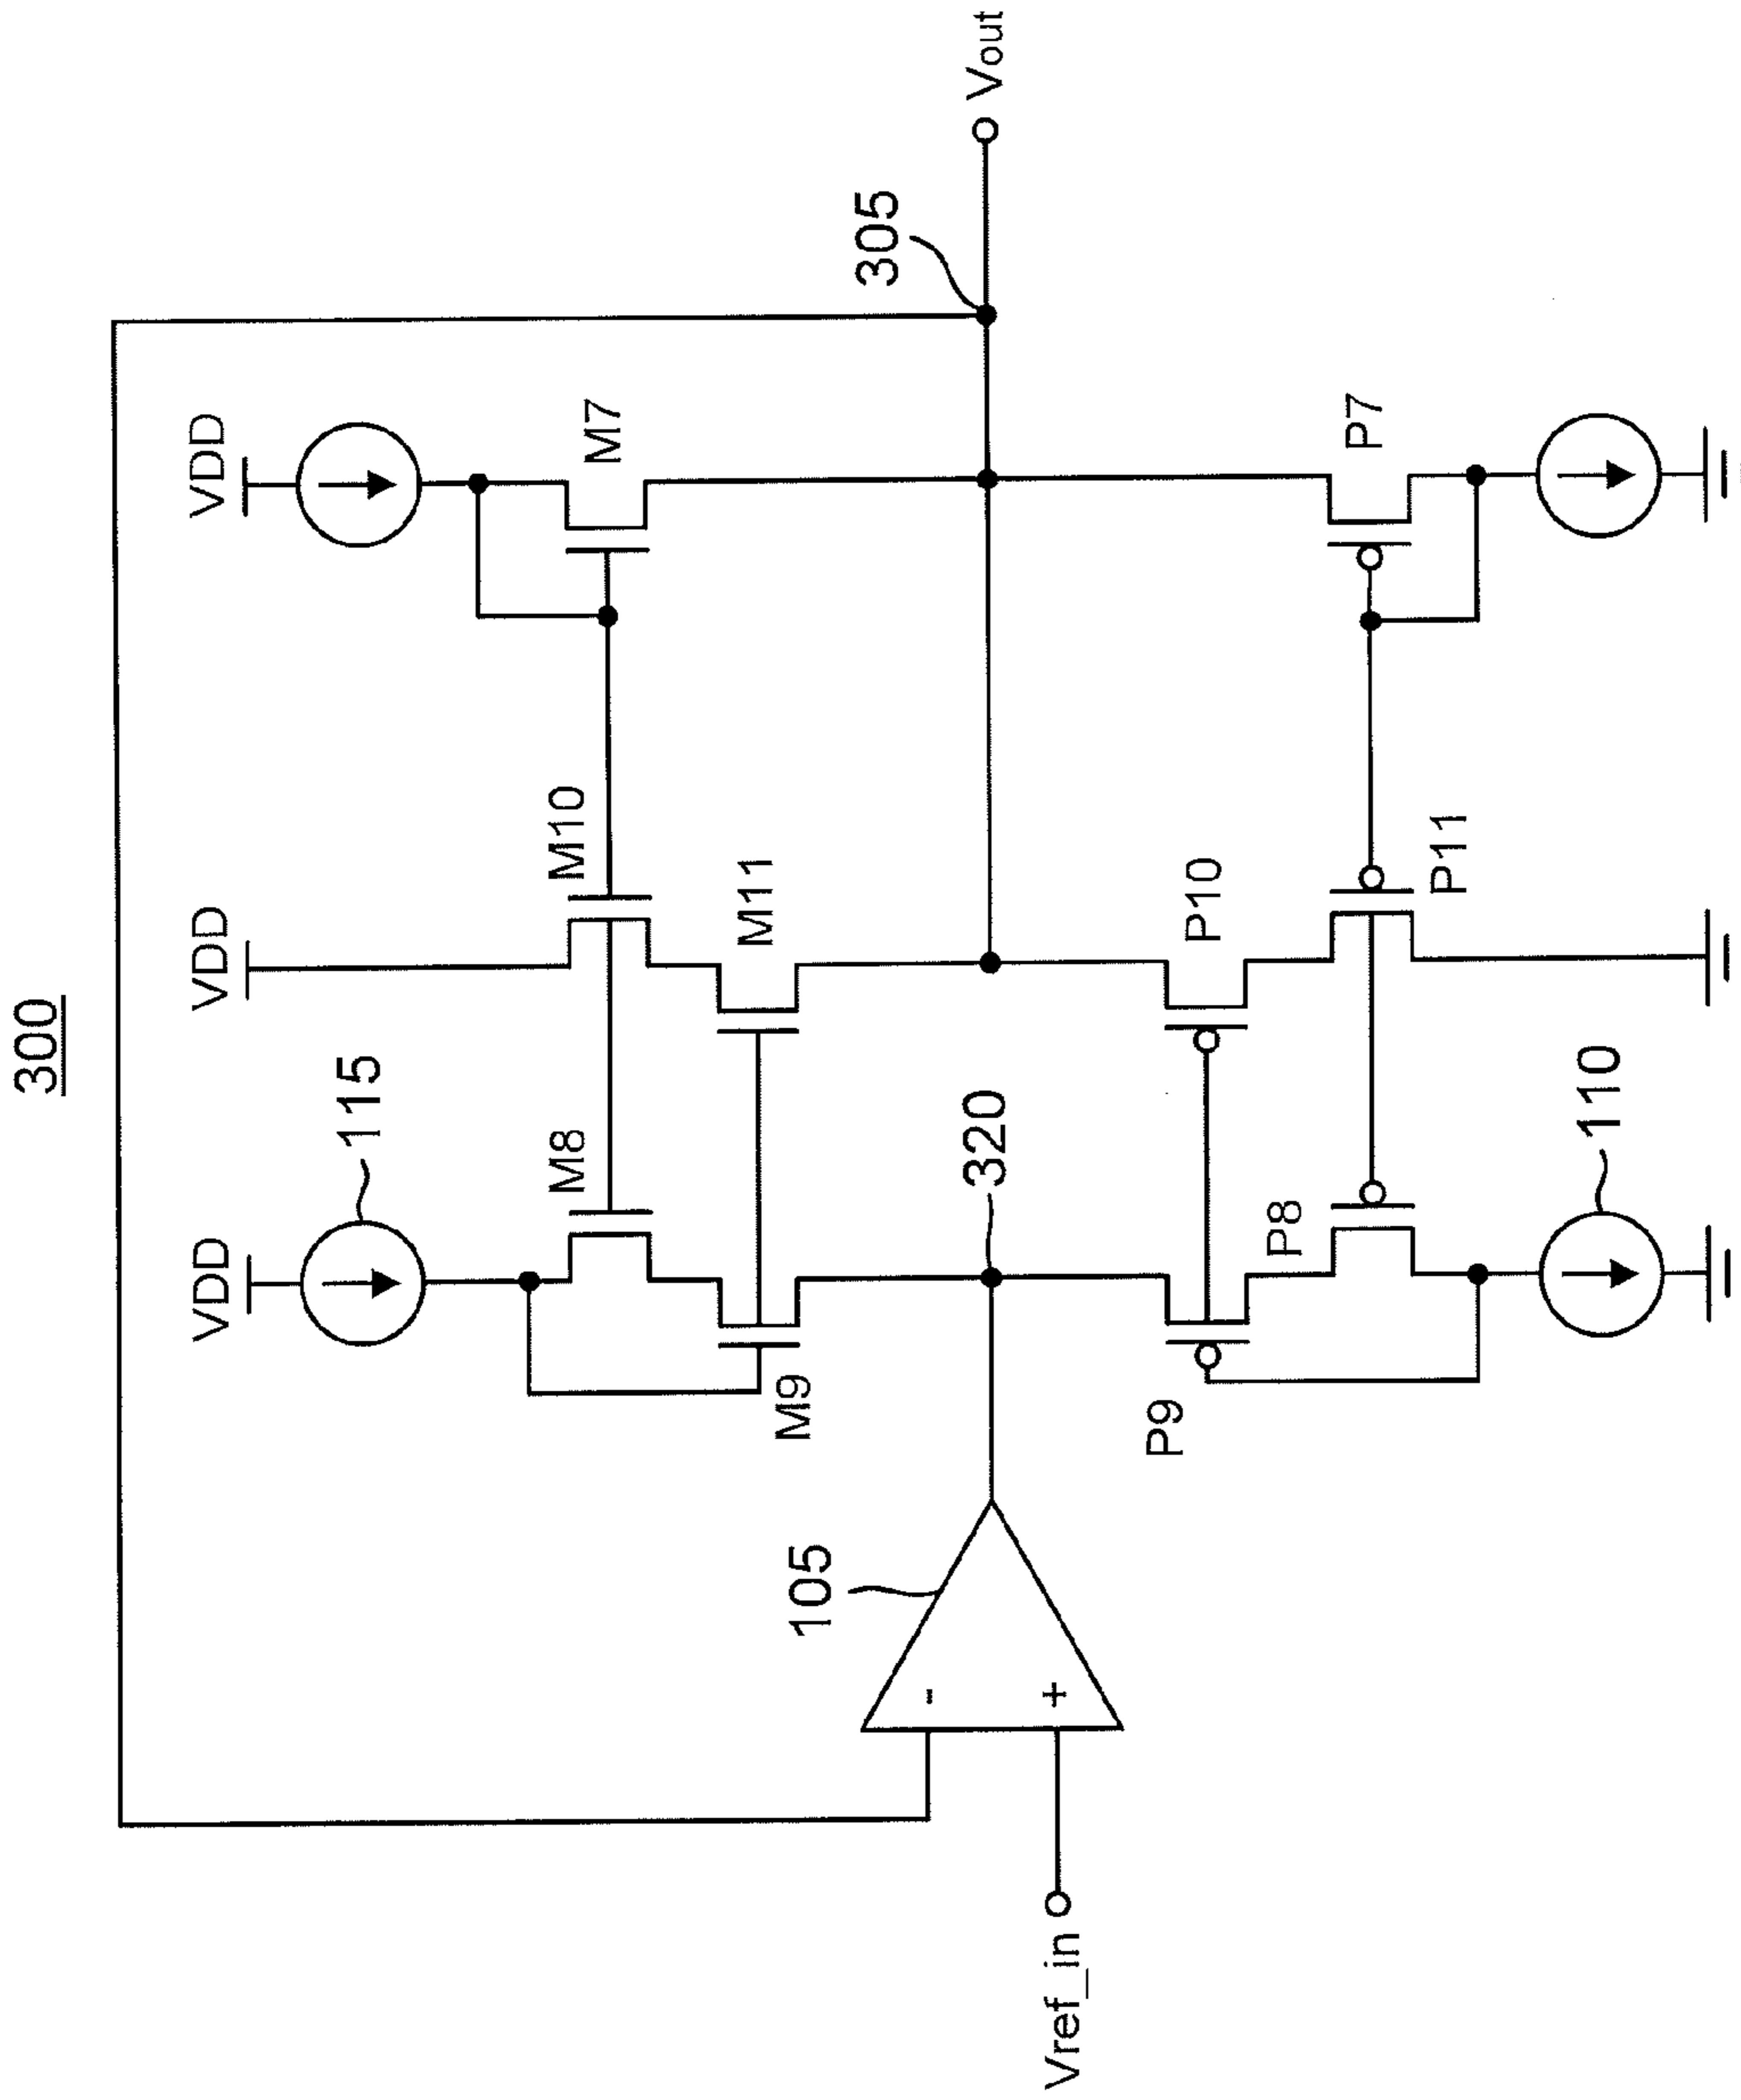 300
VDD
VDD
VDD
115
M8
M10
M7
M9
M11
105
320
305
-
+
Vref_in
Vout
P9
P10
P8
P11
P7
110